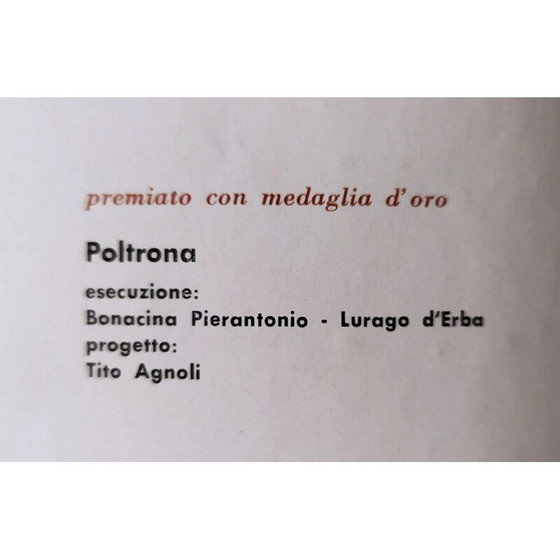 premiato con medaglia d'oro
Poltrona
esecuzione:
Bonacina Pierantonio - Lurago d'Erba
progetto:
Tito Agnoli